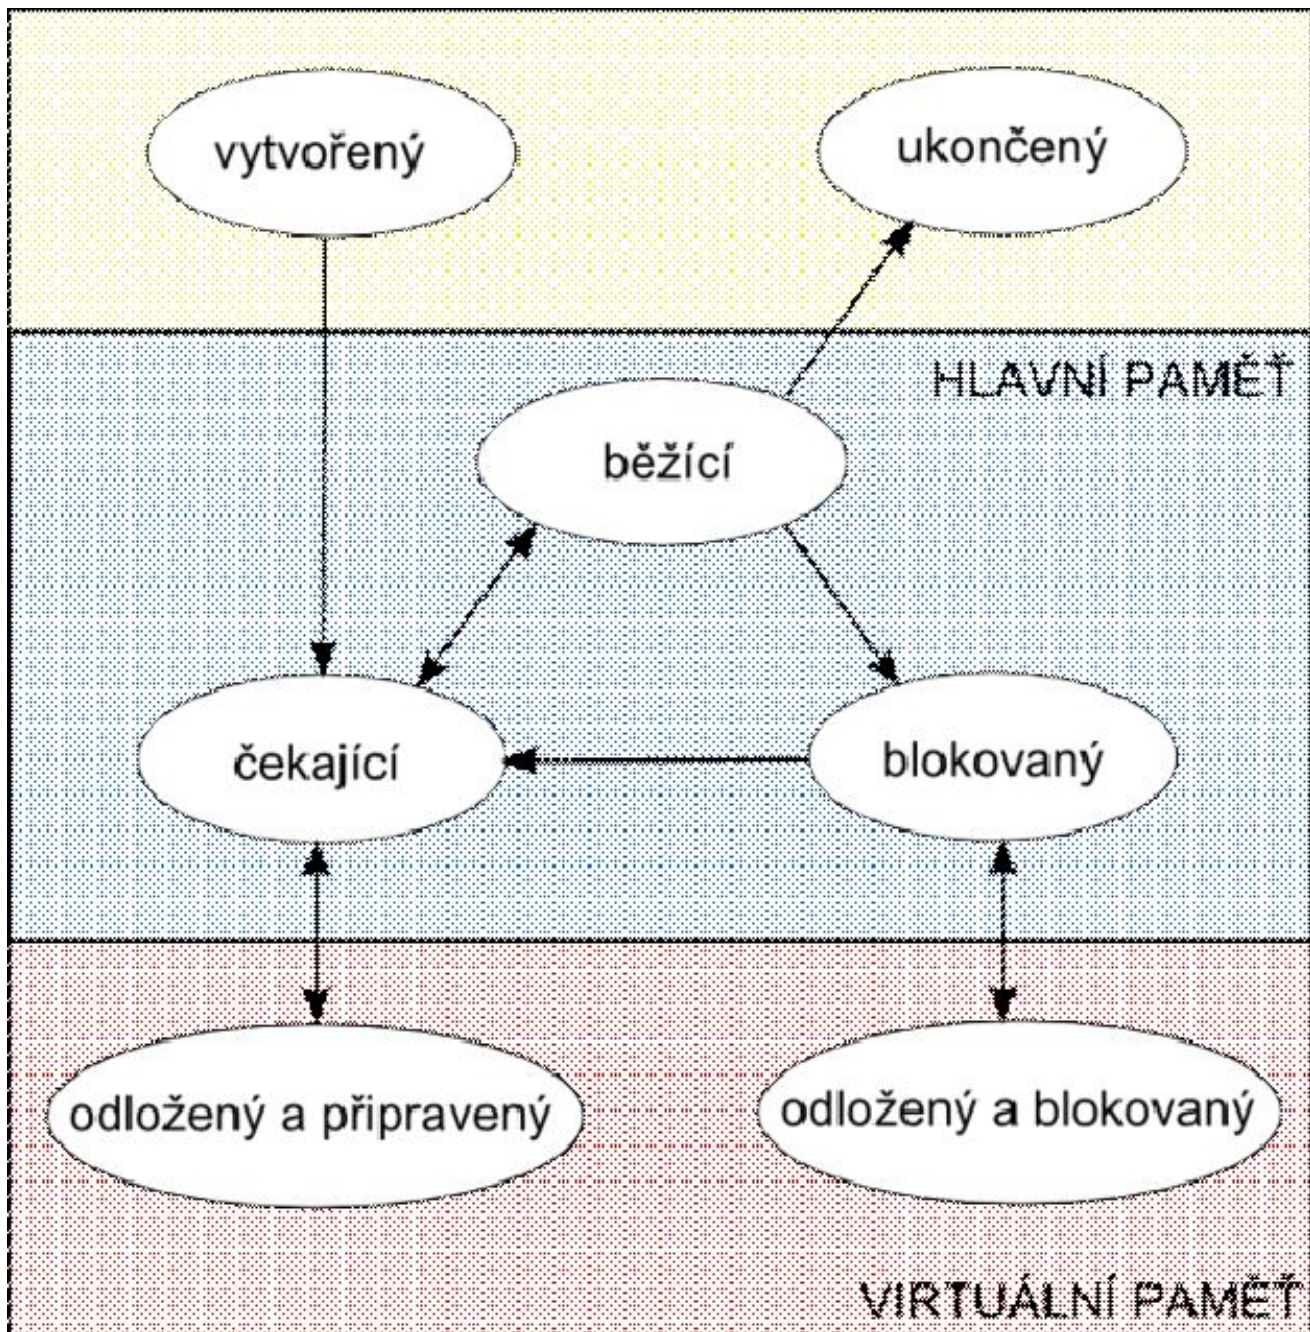 vytvořený
ukončený
HLAVNÍ PAMĚŤ
běžící
čekající
blokovaný
odložený a připravený
odložený a blokovaný
VIRTUÁLNÍ PAMĚŤ